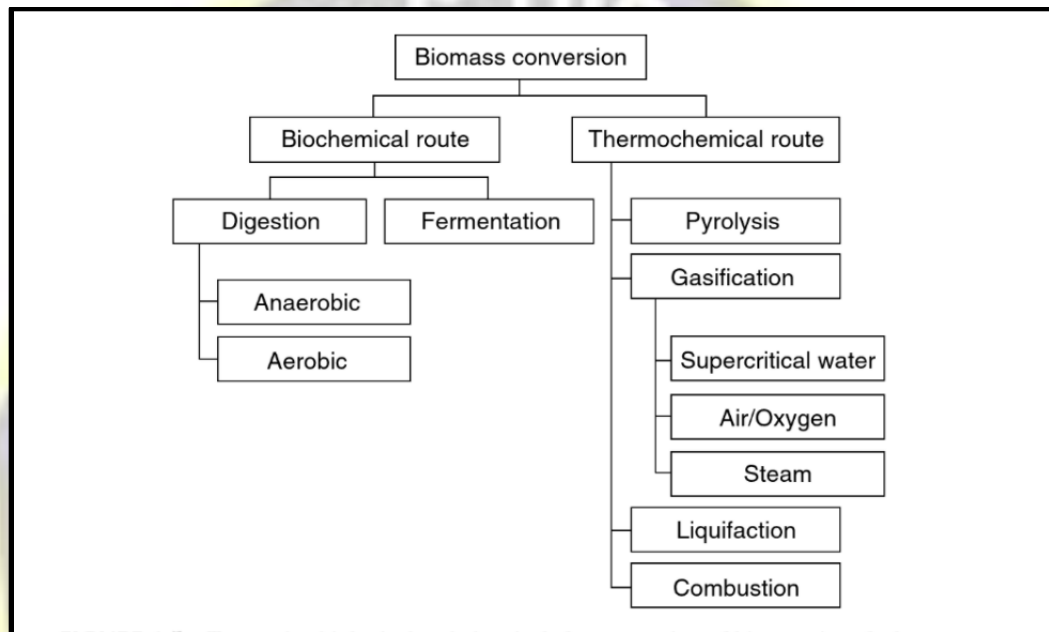 Biomass conversion
Biochemical route
Thermochemical route
Digestion
Fermentation
Anaerobic
Aerobic
Pyrolysis
Gasification
Supercritical water
Air/Oxygen
Steam
Liquifaction
Combustion